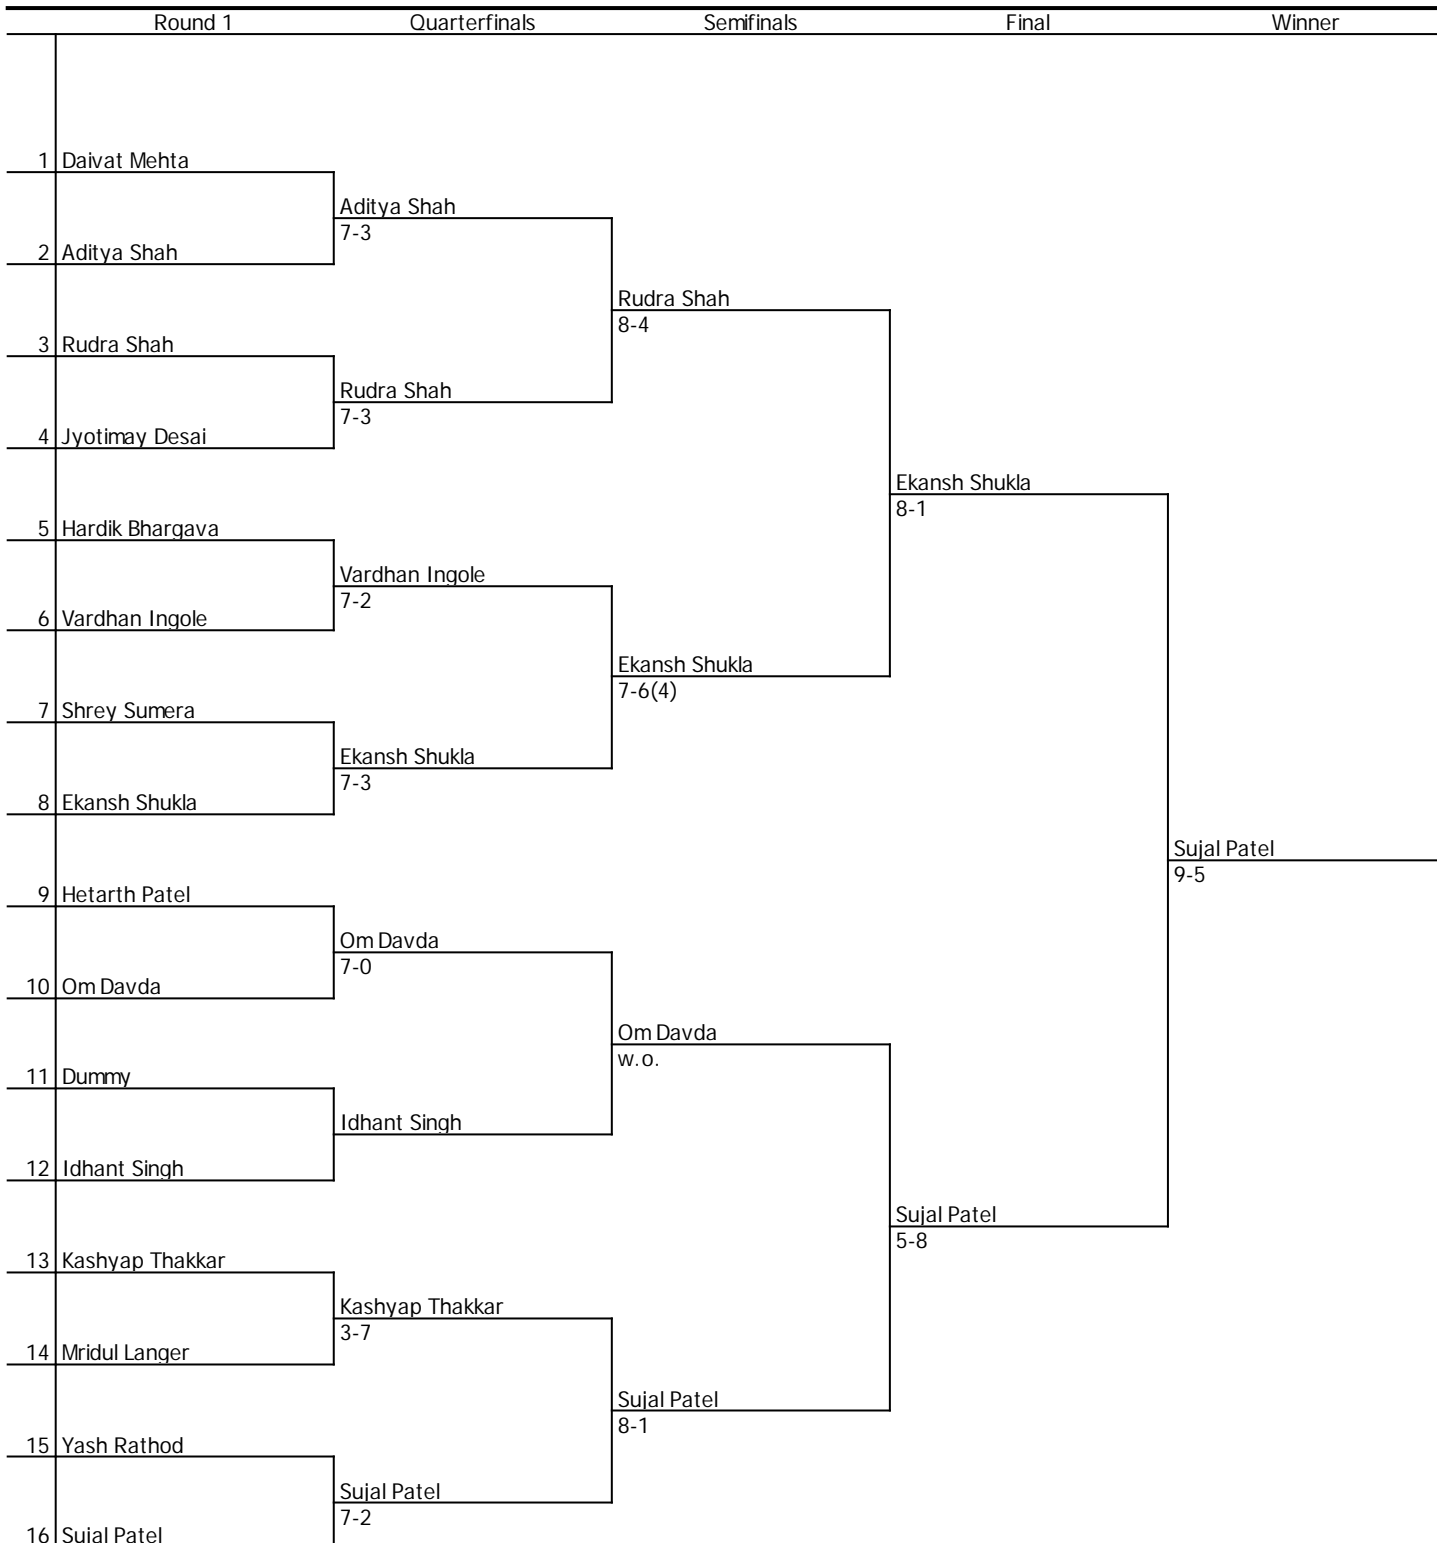 Round 1 Quarterfinals Semifinals Final Winner
1 Daivat Mehta
Aditya Shah
7-3
2 Aditya Shah
Rudra Shah
8-4
3 Rudra Shah
Rudra Shah
7-3
4 Jyotimay Desai
Ekansh Shukla
8-1
5 Hardik Bhargava
Vardhan Ingole
7-2
6 Vardhan Ingole
Ekansh Shukla
7-6(4)
7 Shrey Sumera
Ekansh Shukla
7-3
8 Ekansh Shukla
Sujal Patel
9-5
9 Hetarth Patel
Om Davda
7-0
10 Om Davda
Om Davda
w.o.
11 Dummy
Idhant Singh
12 Idhant Singh
Sujal Patel
5-8
13 Kashyap Thakkar
Kashyap Thakkar
3-7
14 Mridul Langer
Sujal Patel
8-1
15 Yash Rathod
Sujal Patel
7-2
16 Sujal Patel